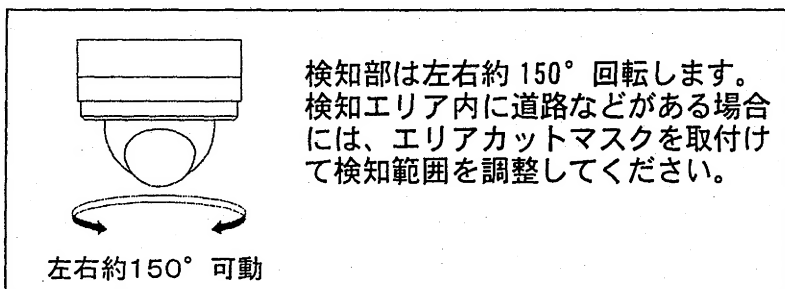 検知部は左右約150°回転します。
検知エリア内に道路などがある場合
には、エリアカットマスクを取付け
て検知範囲を調整してください。
左右約150°可動